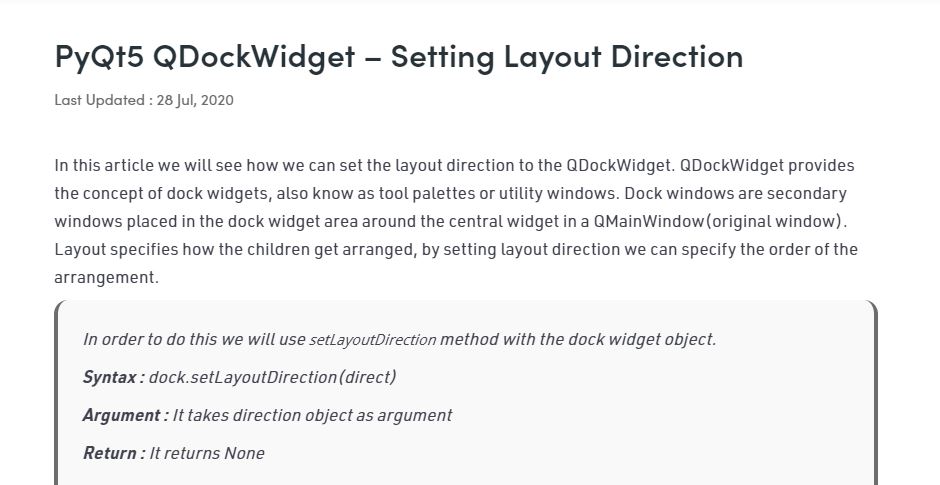 PyQt5 QDockWidget – Setting Layout Direction
Last Updated : 28 Jul, 2020
In this article we will see how we can set the layout direction to the QDockWidget. QDockWidget provides
the concept of dock widgets, also know as tool palettes or utility windows. Dock windows are secondary
windows placed in the dock widget area around the central widget in a QMainWindow(original window).
Layout specifies how the children get arranged, by setting layout direction we can specify the order of the
arrangement.
In order to do this we will use setLayoutDirection method with the dock widget object.
Syntax : dock.setLayoutDirection(direct)
Argument : It takes direction object as argument
Return : It returns None